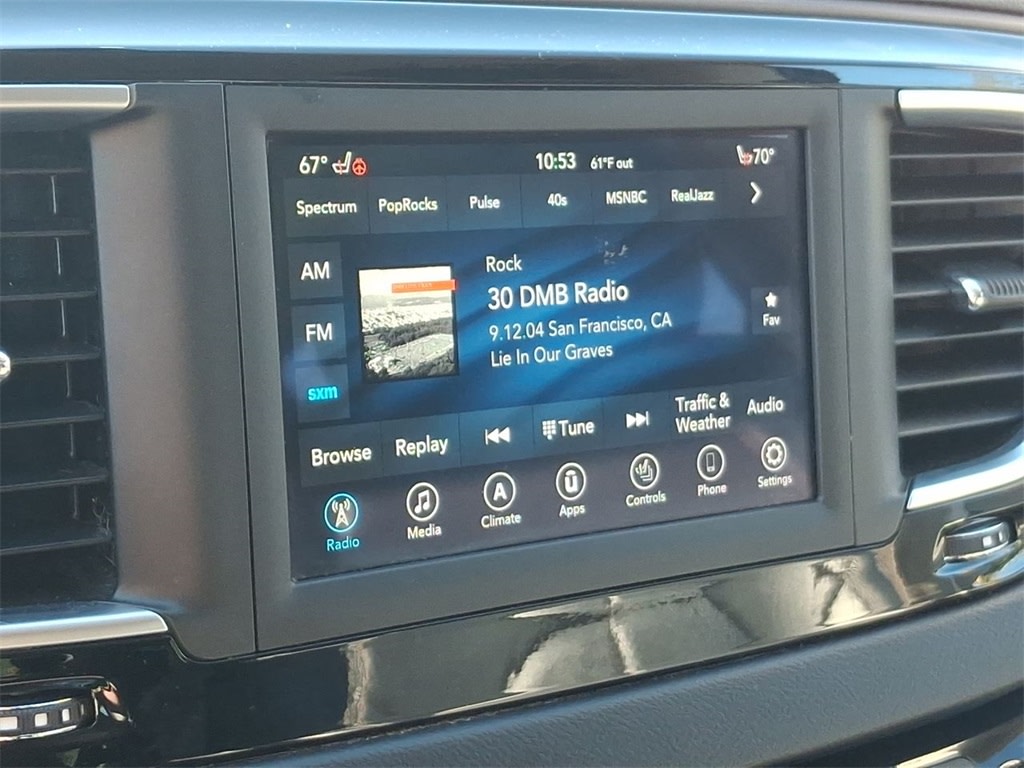 67° 10:53 61°F out 70°
Spectrum PopRocks Pulse 40s MSNBC RealJazz
AM
FM
sxm
Rock
30 DMB Radio
9.12.04 San Francisco, CA
Lie In Our Graves
Fav
Browse Replay Tune Traffic & Weather Audio
Radio Media Climate Apps Controls Phone Settings
A
U